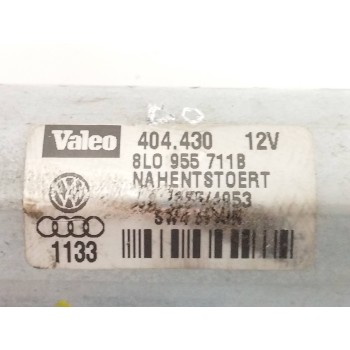 Valeo 404.430 12V
8L0 955 711B
NAHENTSTOERT
1133